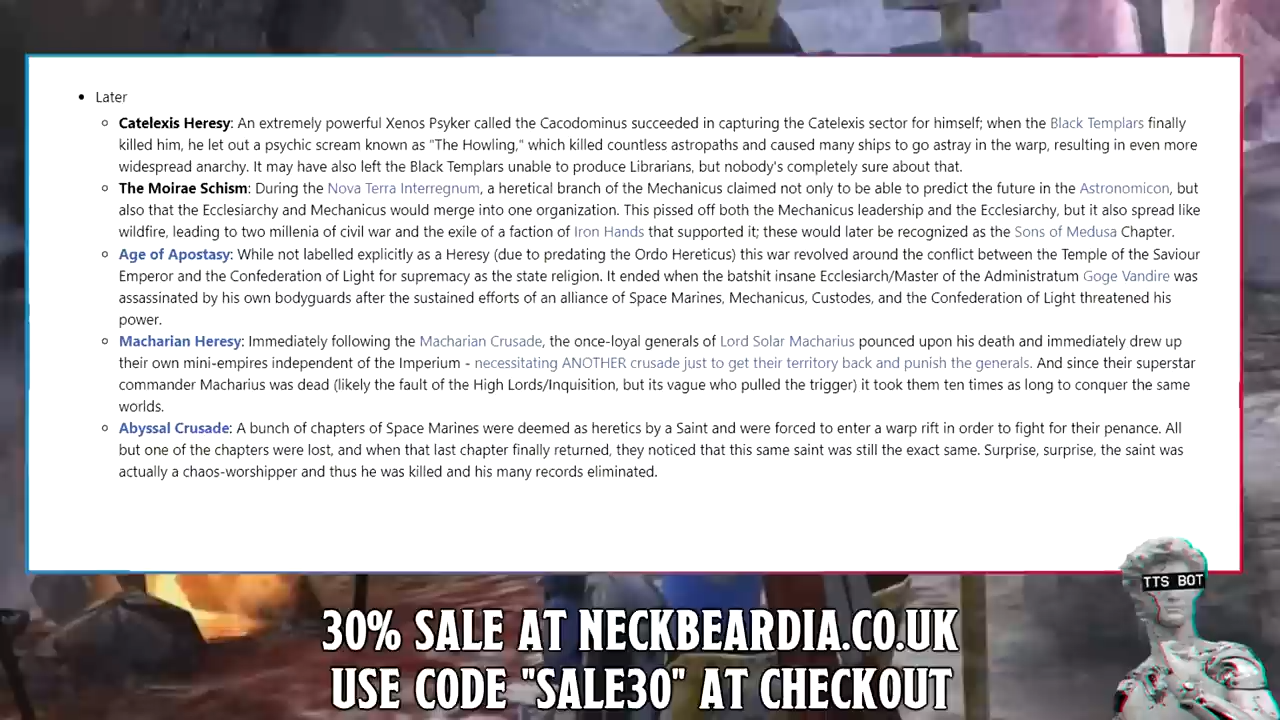 Later
Catelexis Heresy: An extremely powerful Xenos Psyker called the Cacodominus succeeded in capturing the Catelexis sector for himself; when the Black Templars finally
killed him, he let out a psychic scream known as "The Howling," which killed countless astropaths and caused many ships to go astray in the warp, resulting in even more
widespread anarchy. It may have also left the Black Templars unable to produce Librarians, but nobody's completely sure about that.
The Moirae Schism: During the Nova Terra Interregnum, a heretical branch of the Mechanicus claimed not only to be able to predict the future in the Astronomicon, but
also that the Ecclesiarchy and Mechanicus would merge into one organization. This pissed off both the Mechanicus leadership and the Ecclesiarchy, but it also spread like
wildfire, leading to two millenia of civil war and the exile of a faction of Iron Hands that supported it; these would later be recognized as the Sons of Medusa Chapter.
Age of Apostasy: While not labelled explicitly as a Heresy (due to predating the Ordo Hereticus) this war revolved around the conflict between the Temple of the Saviour
Emperor and the Confederation of Light for supremacy as the state religion. It ended when the batshit insane Ecclesiarch/Master of the Administratum Goge Vandire was
assassinated by his own bodyguards after the sustained efforts of an alliance of Space Marines, Mechanicus, Custodes, and the Confederation of Light threatened his
power.
Macharian Heresy: Immediately following the Macharian Crusade, the once-loyal generals of Lord Solar Macharius pounced upon his death and immediately drew up
their own mini-empires independent of the Imperium - necessitating ANOTHER crusade just to get their territory back and punish the generals. And since their superstar
commander Macharius was dead (likely the fault of the High Lords/Inquisition, but its vague who pulled the trigger) it took them ten times as long to conquer the same
worlds.
Abyssal Crusade: A bunch of chapters of Space Marines were deemed as heretics by a Saint and were forced to enter a warp rift in order to fight for their penance. All
but one of the chapters were lost, and when that last chapter finally returned, they noticed that this same saint was still the exact same. Surprise, surprise, the saint was
actually a chaos-worshipper and thus he was killed and his many records eliminated.
TTS BOT
30% SALE AT NECKBEARDIA.CO.UK
USE CODE "SALE30" AT CHECKOUT